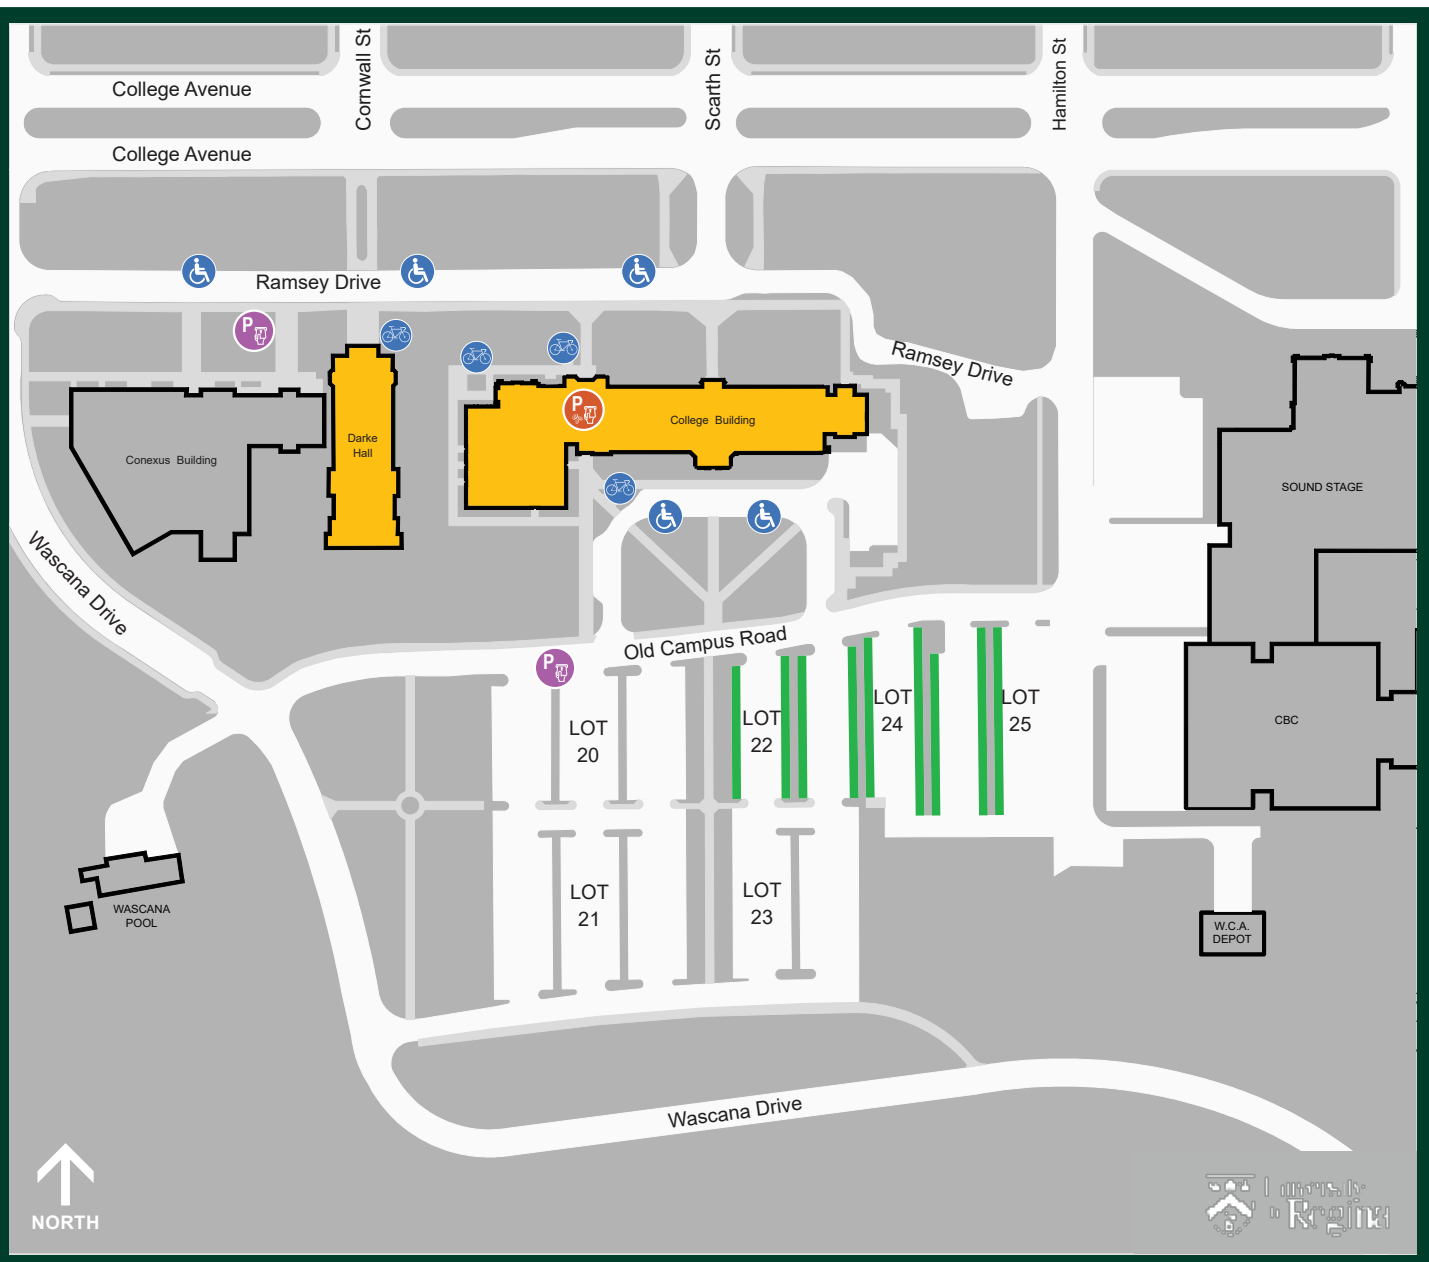 Cornwall St
Scarth St
Hamilton St
College Avenue
College Avenue
Ramsey Drive
P
Ramsey Drive
P
College Building
Darke
Hall
Conexus Building
SOUND STAGE
Wascana Drive
Old Campus Road
P
LOT
20
LOT
22
LOT
24
LOT
25
CBC
LOT
21
LOT
23
WASCANA
POOL
W.C.A.
DEPOT
Wascana Drive
NORTH
Regina